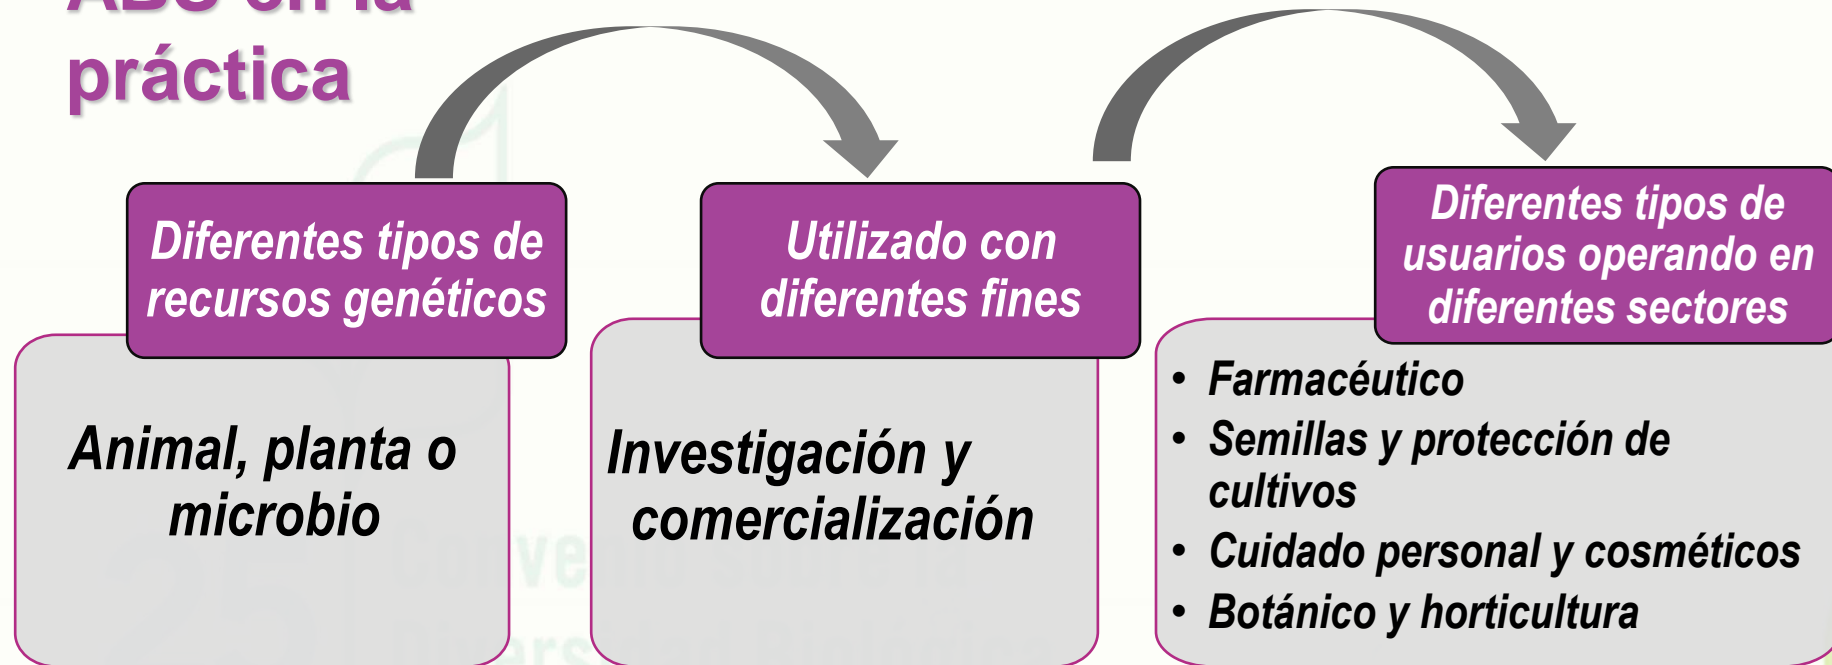 ABS en la
práctica
Diferentes tipos de
recursos genéticos
Animal, planta o
microbio
Utilizado con
diferentes fines
Investigación y
comercialización
Diferentes tipos de
usuarios operando en
diferentes sectores
• Farmacéutico
• Semillas y protección de
cultivos
• Cuidado personal y cosméticos
• Botánico y horticultura